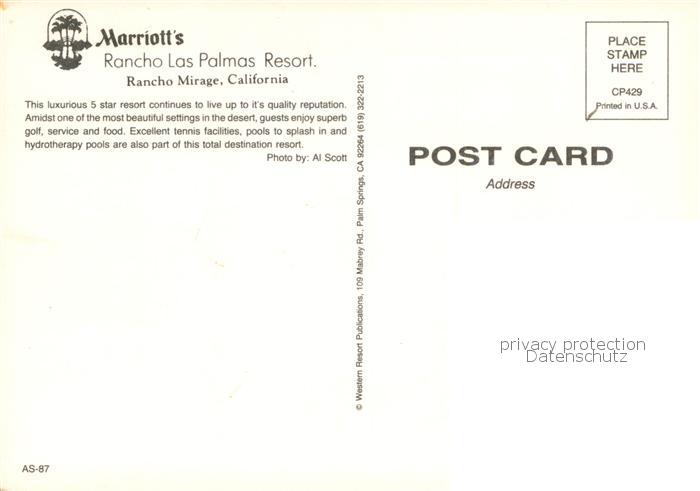 Marriott's
Rancho Las Palmas Resort.
Rancho Mirage, California
This luxurious 5 star resort continues to live up to it's quality reputation.
Amidst one of the most beautiful settings in the desert, guests enjoy superb
golf, service and food. Excellent tennis facilities, pools to splash in and
hydrotherapy pools are also part of this total destination resort.
Photo by: Al Scott
AS-87
© Western Resort Publications, 109 Mabrey Rd., Palm Springs, CA 92264 (619) 322-2213
PLACE
STAMP
HERE
CP429
Printed in U.S.A.
POST CARD
Address
privacy protection
Datenschutz